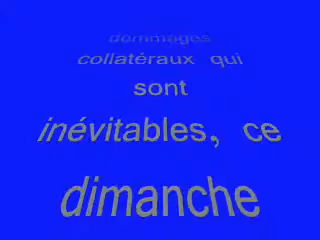 dommages
collatéraux qui
sont
inévitables, ce
dimanche